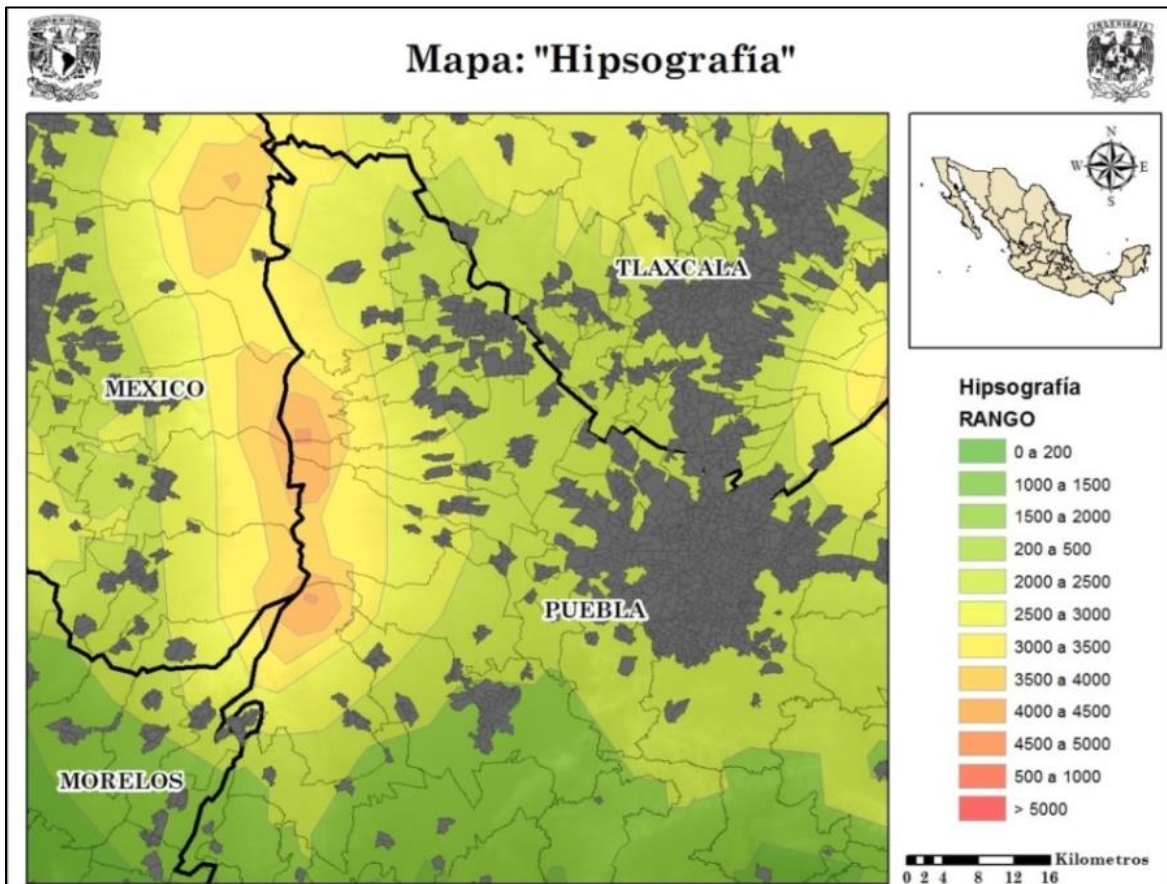 Mapa: "Hipsografía"
INGENIERIA
N
W E
S
TLAXCALA
MEXICO
PUEBLA
MORELOS
Hipsografía
RANGO
0 a 200
1000 a 1500
1500 a 2000
200 a 500
2000 a 2500
2500 a 3000
3000 a 3500
3500 a 4000
4000 a 4500
4500 a 5000
500 a 1000
> 5000
Kilometros
0 2 4 8 12 16